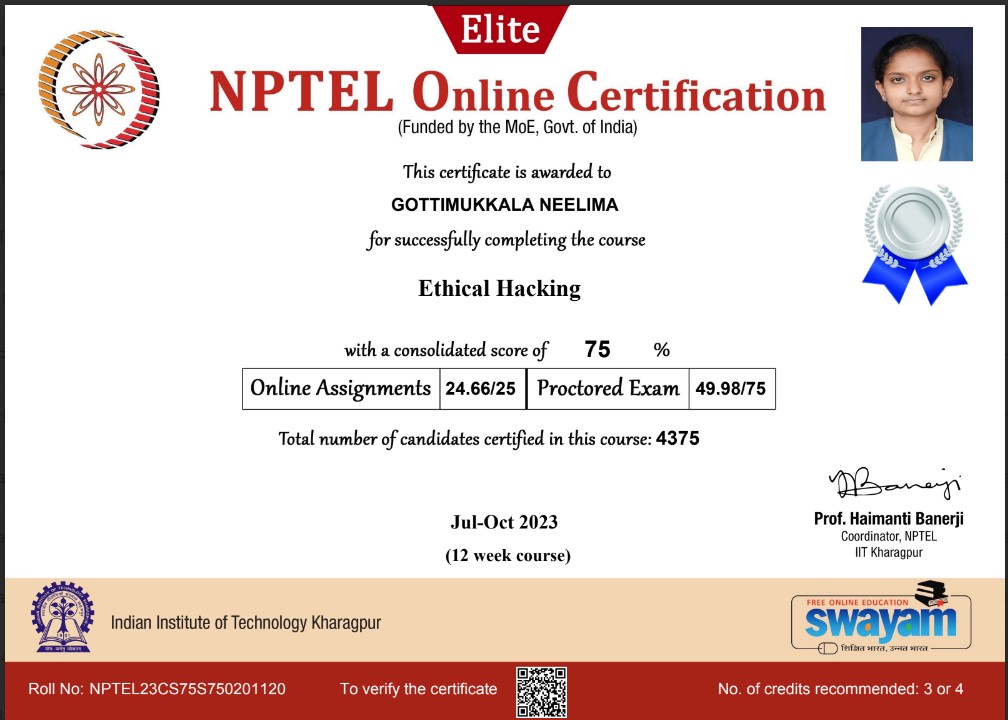 Elite
NPTEL Online Certification
(Funded by the MoE, Govt. of India)
This certificate is awarded to
GOTTIMUKKALA NEELIMA
for successfully completing the course
Ethical Hacking
with a consolidated score of 75 %
Online Assignments 24.66/25 Proctored Exam 49.98/75
Total number of candidates certified in this course: 4375
Jul-Oct 2023
(12 week course)
Prof. Haimanti Banerji
Coordinator, NPTEL
IIT Kharagpur
Indian Institute of Technology Kharagpur
FREE ONLINE EDUCATION
swayam
शिक्षित भारत, उन्नत भारत
Roll No: NPTEL23CS75S750201120
To verify the certificate
No. of credits recommended: 3 or 4